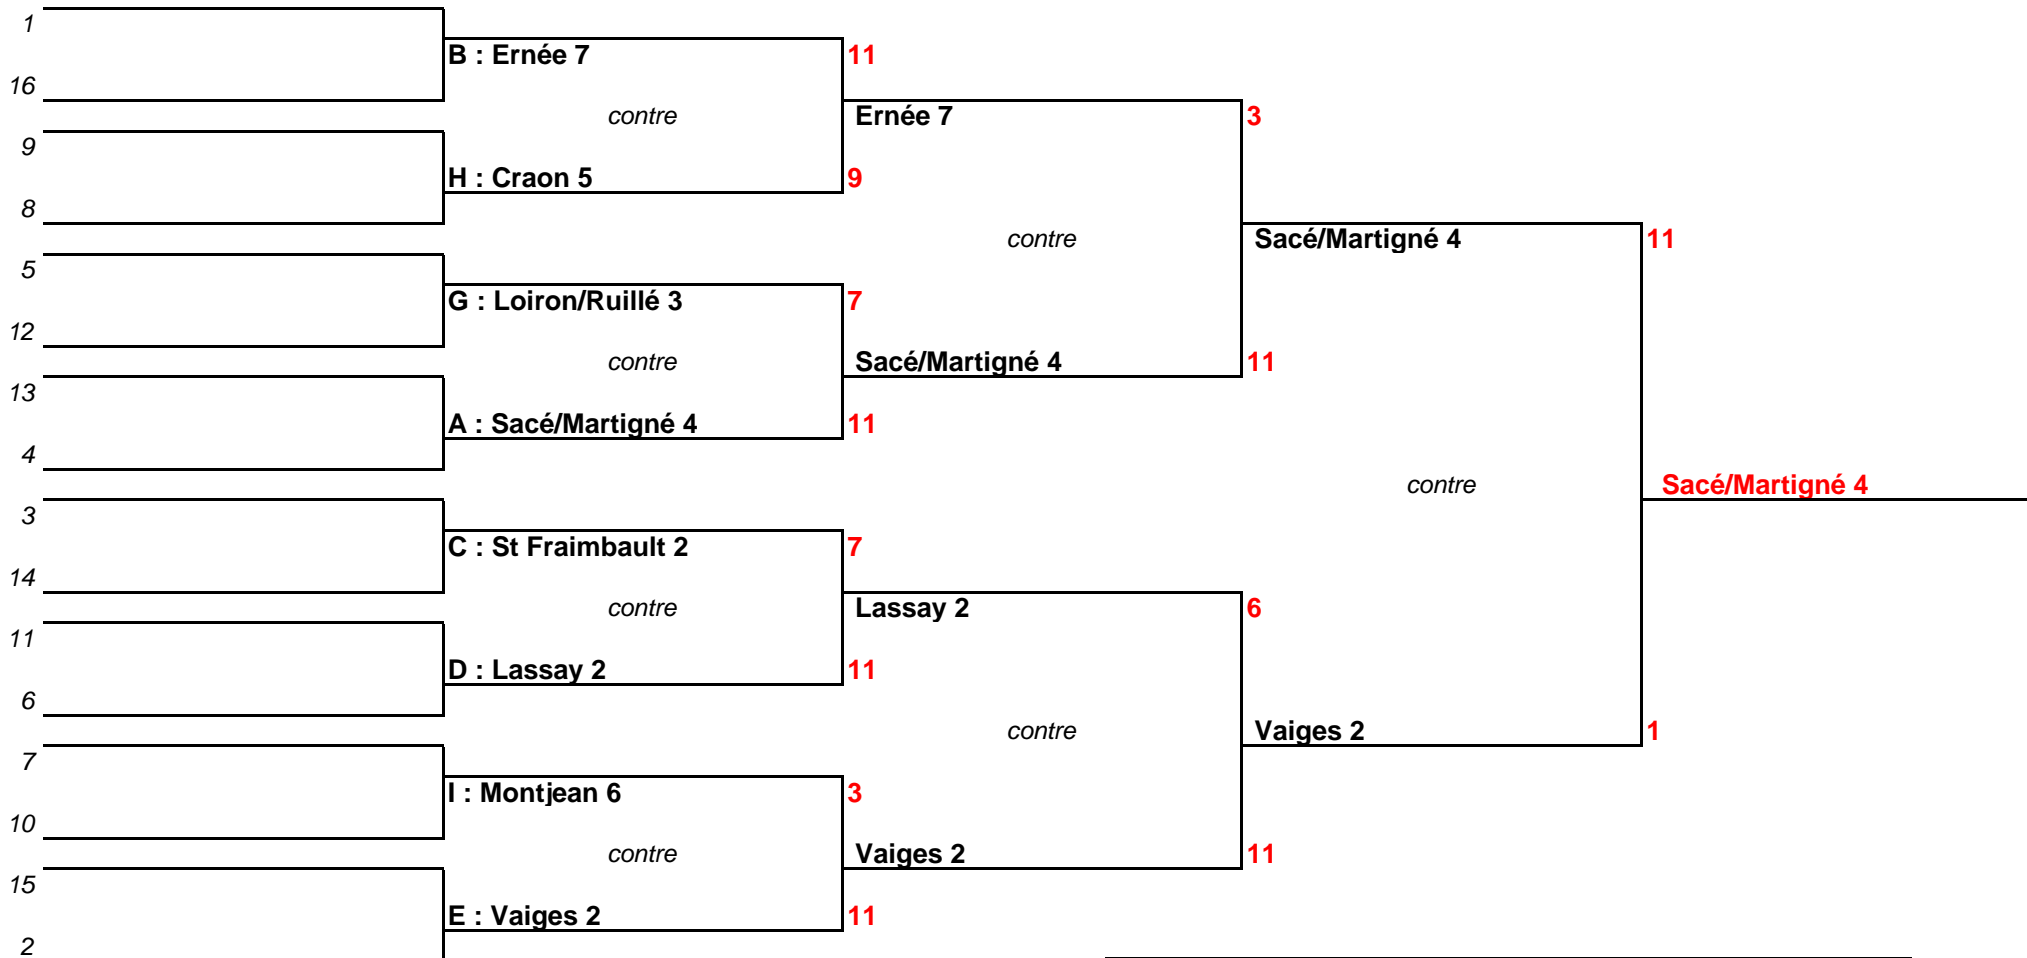 1
B : Ernée 7 11
16
contre Ernée 7 3
9
H : Craon 5 9
8
contre Sacé/Martigné 4 11
5
G : Loiron/Ruillé 3 7
12
contre Sacé/Martigné 4 11
13
A : Sacé/Martigné 4 11
4
contre Sacé/Martigné 4
3
C : St Fraimbault 2 7
14
contre Lassay 2 6
11
D : Lassay 2 11
6
contre Vaiges 2 1
7
I : Montjean 6 3
10
contre Vaiges 2 11
15
E : Vaiges 2 11
2